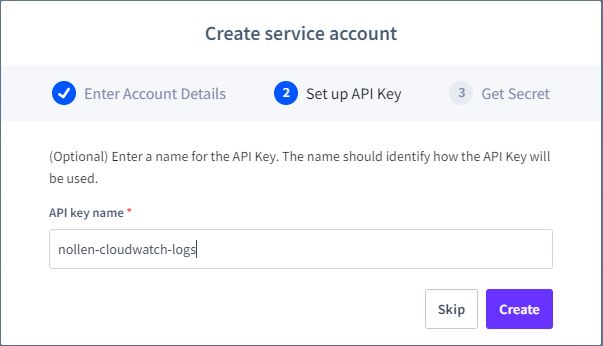 Create service account
Enter Account Details 2 Set up API Key 3 Get Secret
(Optional) Enter a name for the API Key. The name should identify how the API Key will
be used.
API key name *
nollen-cloudwatch-logs
Skip Create